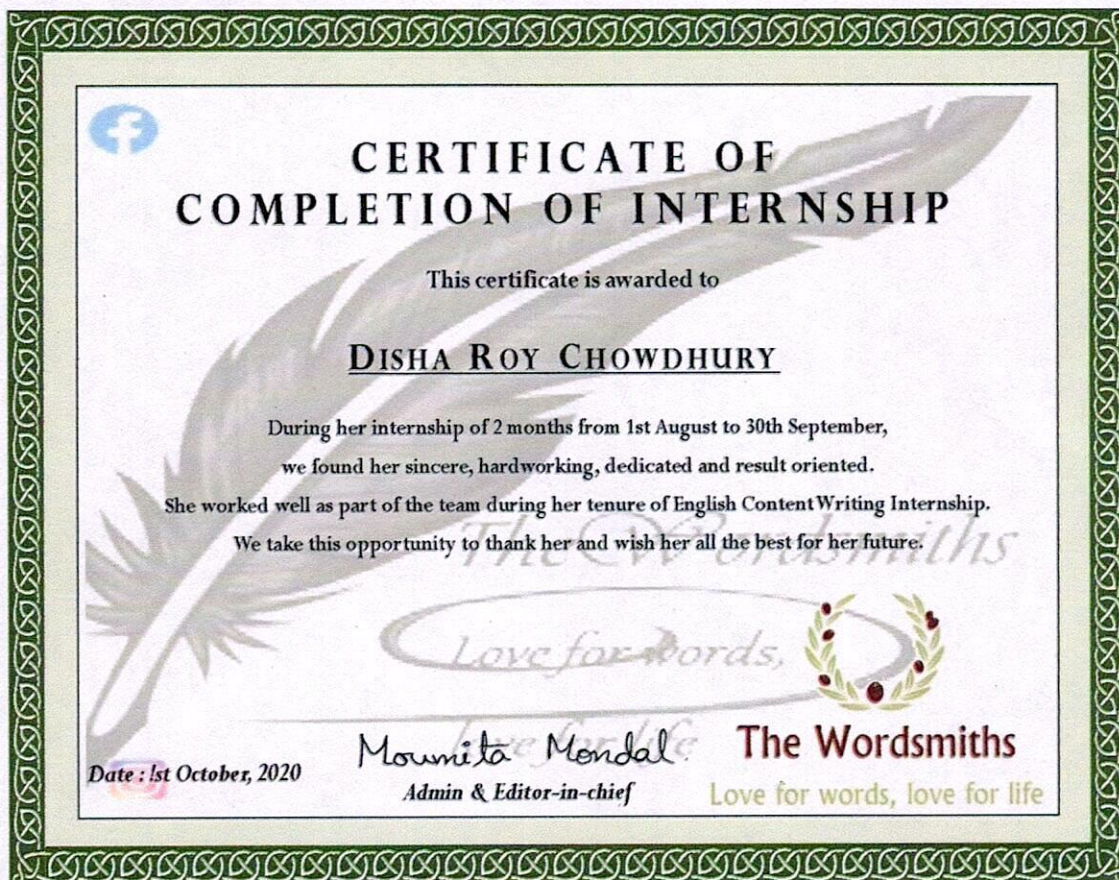 f
CERTIFICATE OF
COMPLETION OF INTERNSHIP
This certificate is awarded to
DISHA ROY CHOWDHURY
During her internship of 2 months from 1st August to 30th September,
we found her sincere, hardworking, dedicated and result oriented.
She worked well as part of the team during her tenure of English Content Writing Internship.
The Wordsmiths
We take this opportunity to thank her and wish her all the best for her future.
Love for words,
love for life
Moumita Mondal
The Wordsmiths
Date : 1st October, 2020
Admin & Editor-in-chief
Love for words, love for life